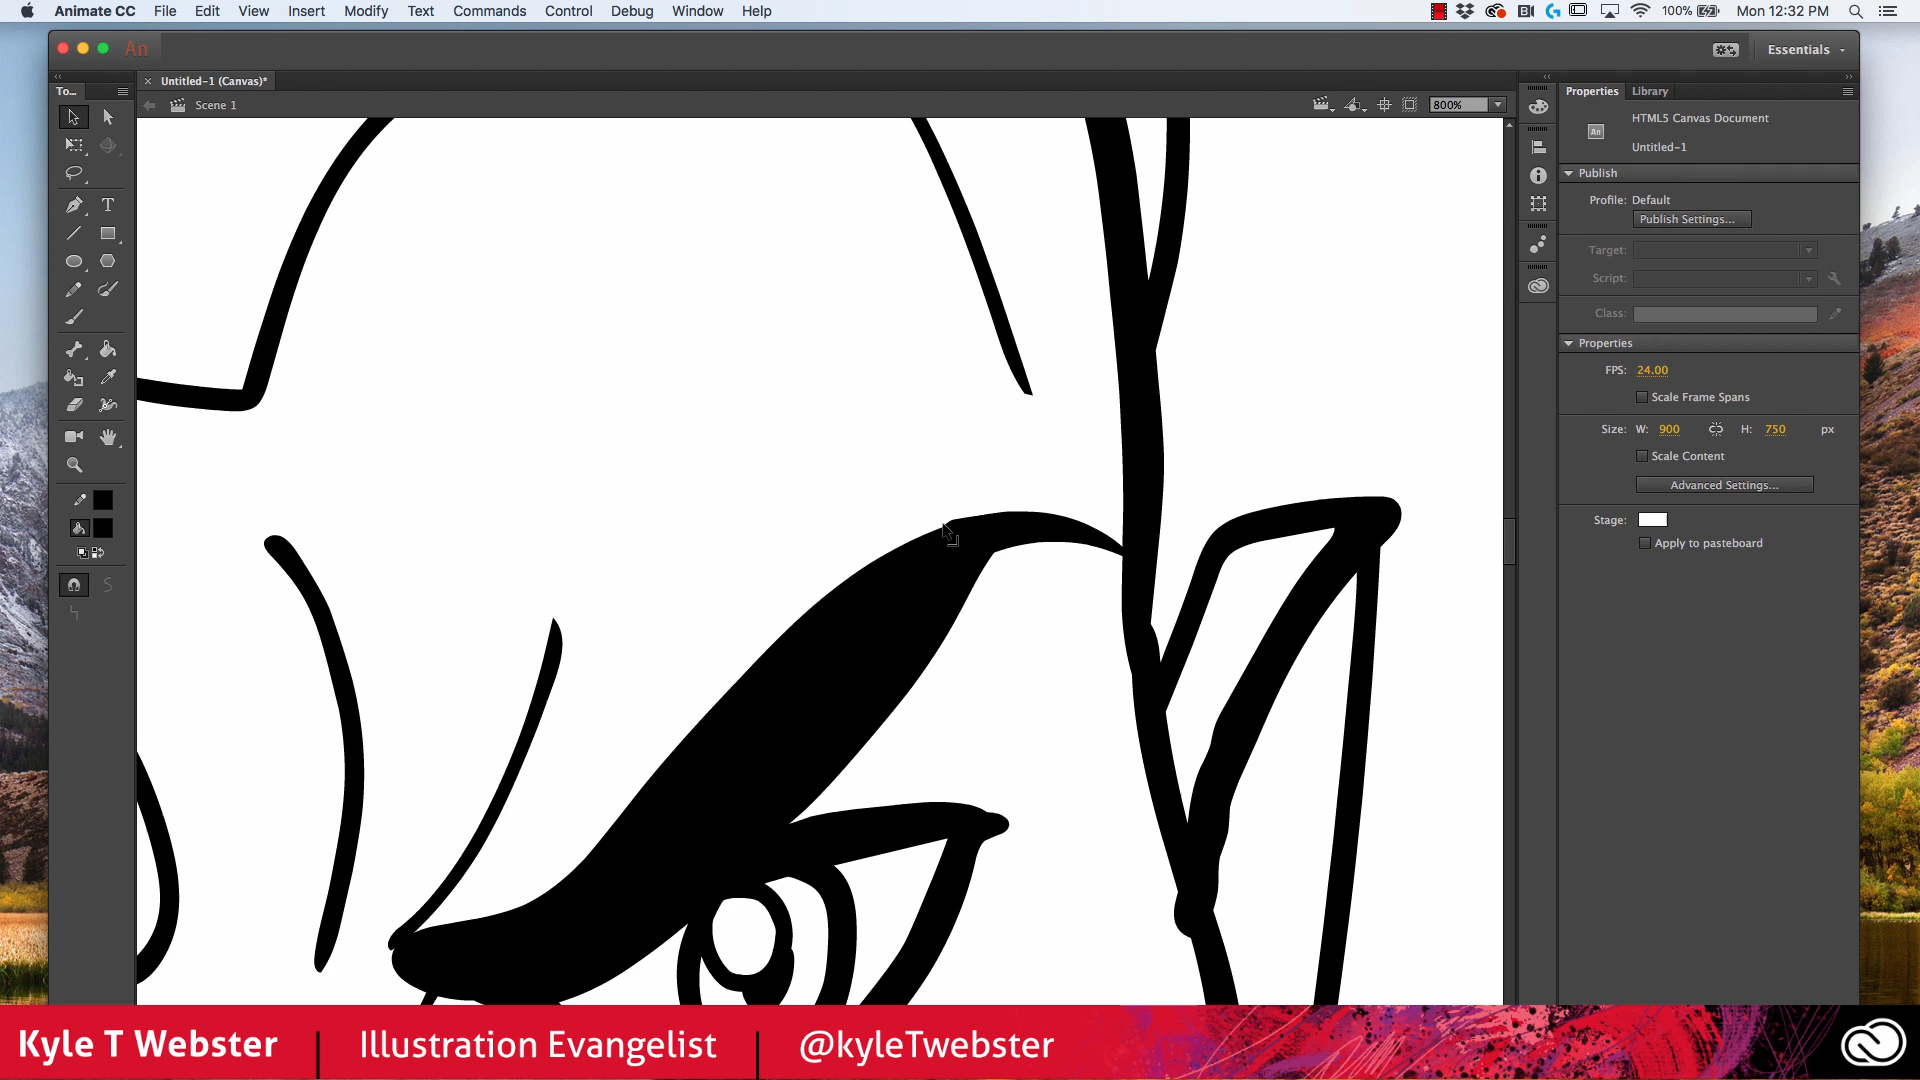 Animate CC File Edit View Insert Modify Text Commands Control Debug Window Help 100% Mon 12:32 PM
An Essentials
To... Untitled-1 (Canvas)* Properties Library
Scene 1 800%
HTML5 Canvas Document
An
Untitled-1
Publish
Profile: Default
Publish Settings...
Target:
Script:
Class:
Properties
FPS: 24.00
Scale Frame Spans
Size: W: 900 H: 750 px
Scale Content
Advanced Settings...
Stage:
Apply to pasteboard
Kyle T Webster | Illustration Evangelist | @kyleTwebster